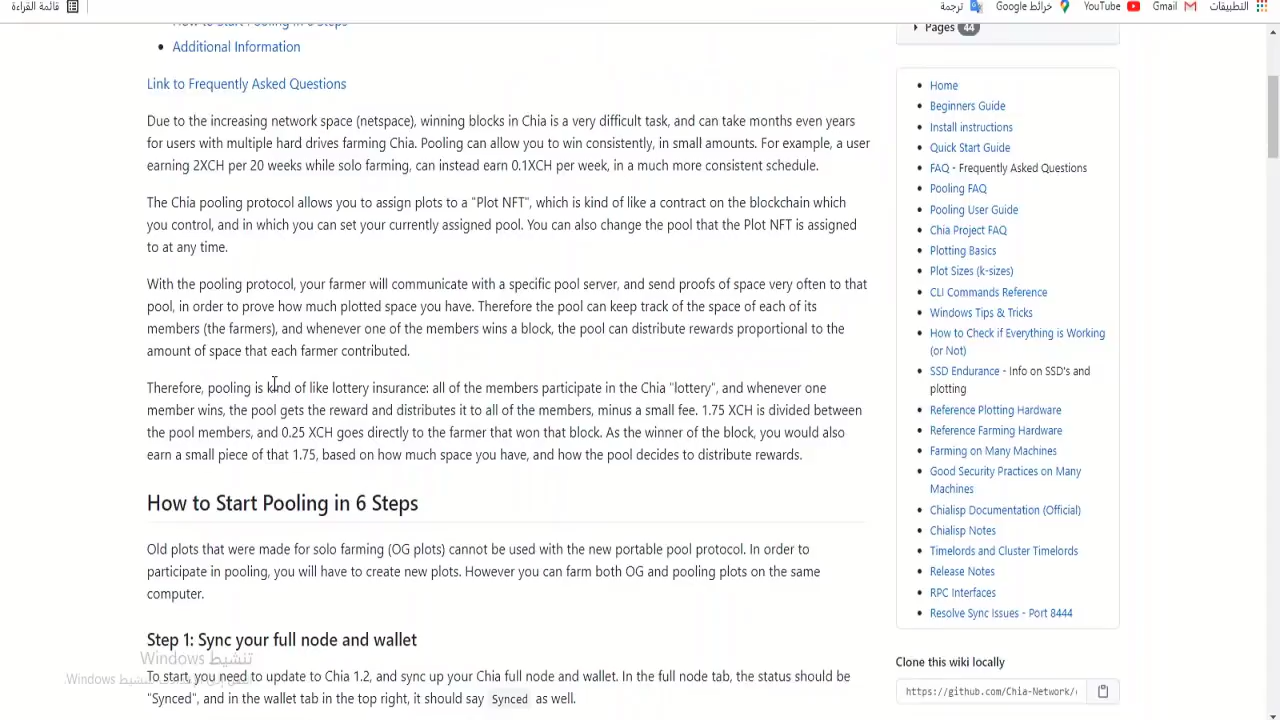 قائمة القراءة
التطبيقات
Gmail
YouTube
خرائط Google
ترجمة
How to Start Pooling in 6 Steps
Additional Information
Link to Frequently Asked Questions
Due to the increasing network space (netspace), winning blocks in Chia is a very difficult task, and can take months even years
for users with multiple hard drives farming Chia. Pooling can allow you to win consistently, in small amounts. For example, a user
earning 2XCH per 20 weeks while solo farming, can instead earn 0.1XCH per week, in a much more consistent schedule.
The Chia pooling protocol allows you to assign plots to a "Plot NFT", which is kind of like a contract on the blockchain which
you control, and in which you can set your currently assigned pool. You can also change the pool that the Plot NFT is assigned
to at any time.
With the pooling protocol, your farmer will communicate with a specific pool server, and send proofs of space very often to that
pool, in order to prove how much plotted space you have. Therefore the pool can keep track of the space of each of its
members (the farmers), and whenever one of the members wins a block, the pool can distribute rewards proportional to the
amount of space that each farmer contributed.
Therefore, pooling is kind of like lottery insurance: all of the members participate in the Chia "lottery", and whenever one
member wins, the pool gets the reward and distributes it to all of the members, minus a small fee. 1.75 XCH is divided between
the pool members, and 0.25 XCH goes directly to the farmer that won that block. As the winner of the block, you would also
earn a small piece of that 1.75, based on how much space you have, and how the pool decides to distribute rewards.
How to Start Pooling in 6 Steps
Old plots that were made for solo farming (OG plots) cannot be used with the new portable pool protocol. In order to
participate in pooling, you will have to create new plots. However you can farm both OG and pooling plots on the same
computer.
Step 1: Sync your full node and wallet
To start, you need to update to Chia 1.2, and sync up your Chia full node and wallet. In the full node tab, the status should be
"Synced", and in the wallet tab in the top right, it should say Synced as well.
تنشيط Windows
تنشيط Windows.
Pages 44
Home
Beginners Guide
Install instructions
Quick Start Guide
FAQ - Frequently Asked Questions
Pooling FAQ
Pooling User Guide
Chia Project FAQ
Plotting Basics
Plot Sizes (k-sizes)
CLI Commands Reference
Windows Tips & Tricks
How to Check if Everything is Working
(or Not)
SSD Endurance - Info on SSD's and
plotting
Reference Plotting Hardware
Reference Farming Hardware
Farming on Many Machines
Good Security Practices on Many
Machines
Chialisp Documentation (Official)
Chialisp Notes
Timelords and Cluster Timelords
Release Notes
RPC Interfaces
Resolve Sync Issues - Port 8444
Clone this wiki locally
https://github.com/Chia-Network/